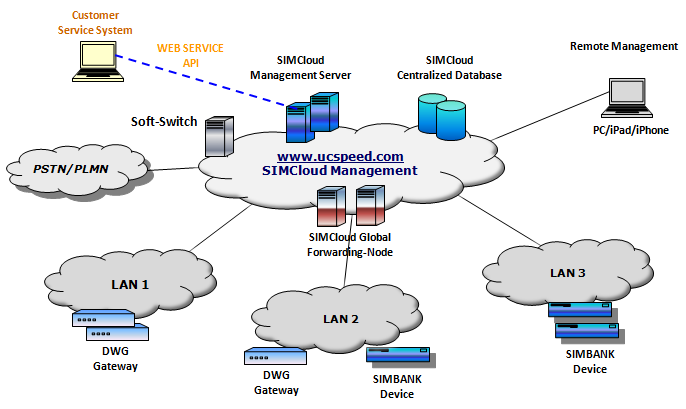 Customer
Service System
WEB SERVICE
API
SIMCloud
Management Server
SIMCloud
Centralized Database
Remote Management
PC/iPad/iPhone
Soft-Switch
PSTN/PLMN
www.ucspeed.com
SIMCloud Management
SIMCloud Global
Forwarding-Node
LAN 1
DWG
Gateway
LAN 2
DWG
Gateway
SIMBANK
Device
LAN 3
SIMBANK
Device